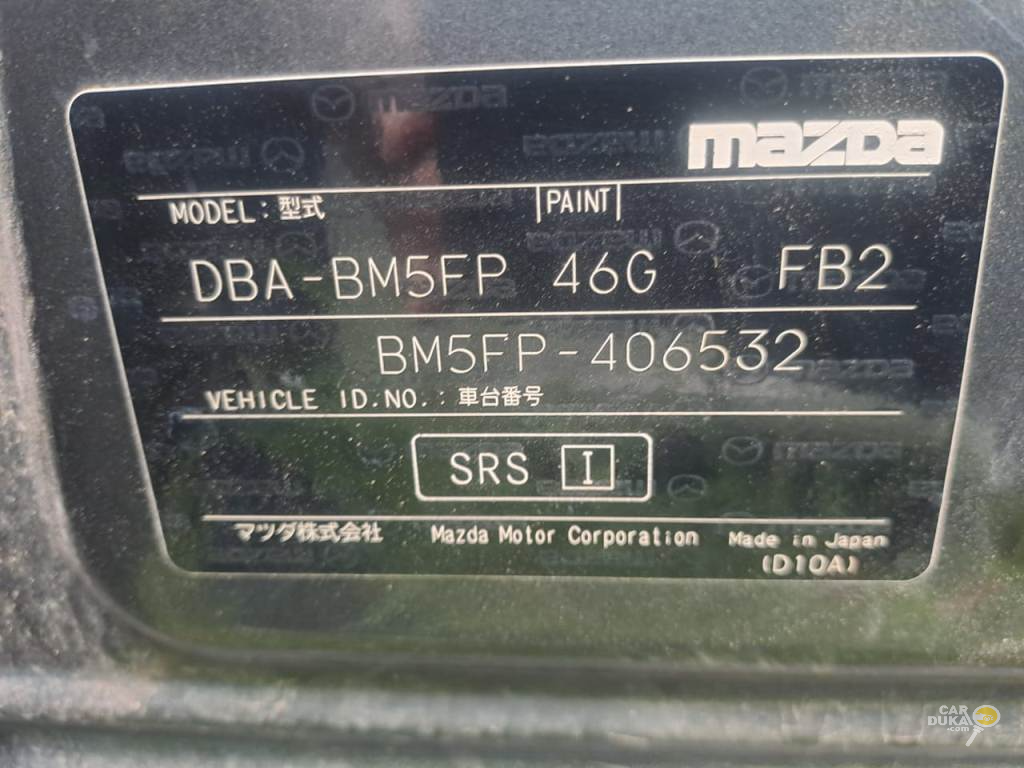 mazDa
MODEL: 型式 PAINT
DBA-BM5FP 46G FB2
BM5FP-406532
VEHICLE ID.NO.: 車台番号
SRS I
マツダ株式会社 Mazda Motor Corporation Made in Japan
(D10A)
CAR
DUKA
.com